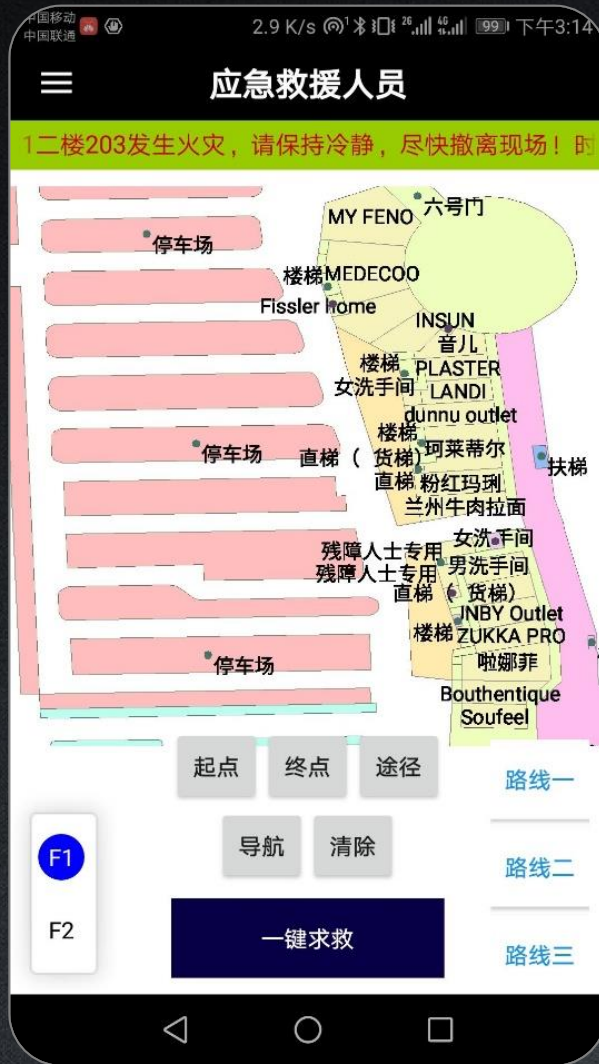 中国移动
中国联通
2.9 K/s 26 4G 99 下午3:14
应急救援人员
1二楼203发生火灾，请保持冷静，尽快撤离现场！时
MY FENO
六号门
停车场
楼梯 MEDECOO
Fissler home
INSUN
音儿
楼梯
PLASTER
女洗手间
LANDI
dunnu outlet
楼梯
珂莱蒂尔
停车场
直梯（货梯）
扶梯
直梯
粉红玛琍
兰州牛肉拉面
女洗手间
残障人士专用
男洗手间
残障人士专用
直梯（货梯）
JNBY Outlet
楼梯
ZUKKA PRO
停车场
啦娜菲
Bouthentique
Soufeel
起点 终点 途径
路线一
导航 清除
F1
路线二
F2
一键求救
路线三